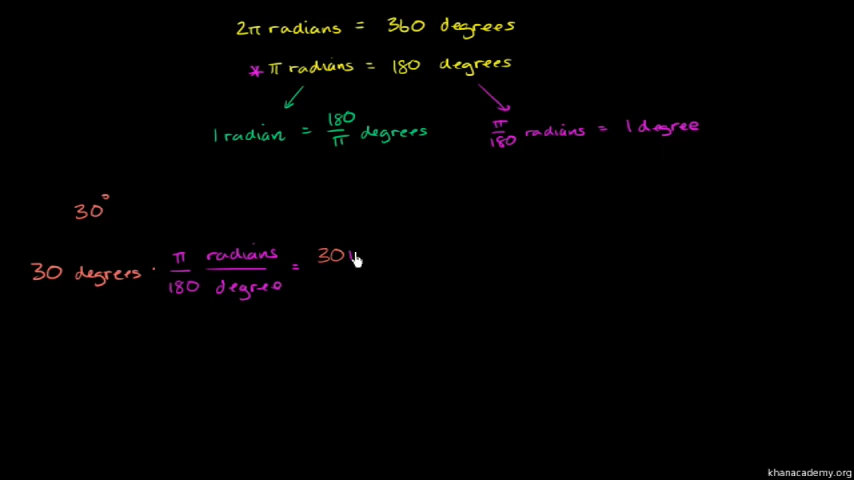 2π radians = 360 degrees
* π radians = 180 degrees
1 radian = 180/π degrees
π/180 radians = 1 degree
30°
30 degrees · π/180 radians/degree = 30
khanacademy.org